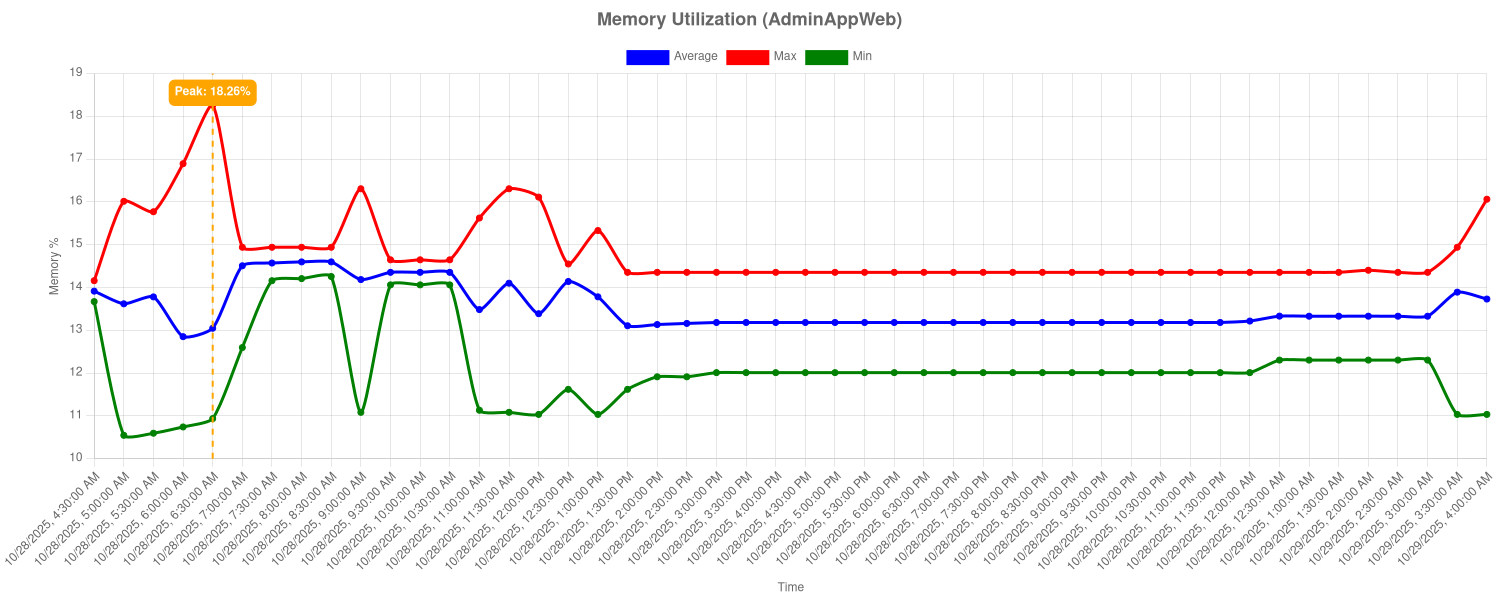 Memory Utilization (AdminAppWeb)
Average Max Min
19
Peak: 18.26%
18
17
16
15
14
13
12
11
10
Memory %
10/28/2025, 4:30:00 AM
10/28/2025, 5:00:00 AM
10/28/2025, 5:30:00 AM
10/28/2025, 6:00:00 AM
10/28/2025, 6:30:00 AM
10/28/2025, 7:00:00 AM
10/28/2025, 7:30:00 AM
10/28/2025, 8:00:00 AM
10/28/2025, 8:30:00 AM
10/28/2025, 9:00:00 AM
10/28/2025, 9:30:00 AM
10/28/2025, 10:00:00 AM
10/28/2025, 10:30:00 AM
10/28/2025, 11:00:00 AM
10/28/2025, 11:30:00 AM
10/28/2025, 12:00:00 PM
10/28/2025, 12:30:00 PM
10/28/2025, 1:00:00 PM
10/28/2025, 1:30:00 PM
10/28/2025, 2:00:00 PM
10/28/2025, 2:30:00 PM
10/28/2025, 3:00:00 PM
10/28/2025, 3:30:00 PM
10/28/2025, 4:00:00 PM
10/28/2025, 4:30:00 PM
10/28/2025, 5:00:00 PM
10/28/2025, 5:30:00 PM
10/28/2025, 6:00:00 PM
10/28/2025, 6:30:00 PM
10/28/2025, 7:00:00 PM
10/28/2025, 7:30:00 PM
10/28/2025, 8:00:00 PM
10/28/2025, 8:30:00 PM
10/28/2025, 9:00:00 PM
10/28/2025, 9:30:00 PM
10/28/2025, 10:00:00 PM
10/28/2025, 10:30:00 PM
10/28/2025, 11:00:00 PM
10/28/2025, 11:30:00 PM
10/29/2025, 12:00:00 AM
10/29/2025, 12:30:00 AM
10/29/2025, 1:00:00 AM
10/29/2025, 1:30:00 AM
10/29/2025, 2:00:00 AM
10/29/2025, 2:30:00 AM
10/29/2025, 3:00:00 AM
10/29/2025, 3:30:00 AM
10/29/2025, 4:00:00 AM
Time